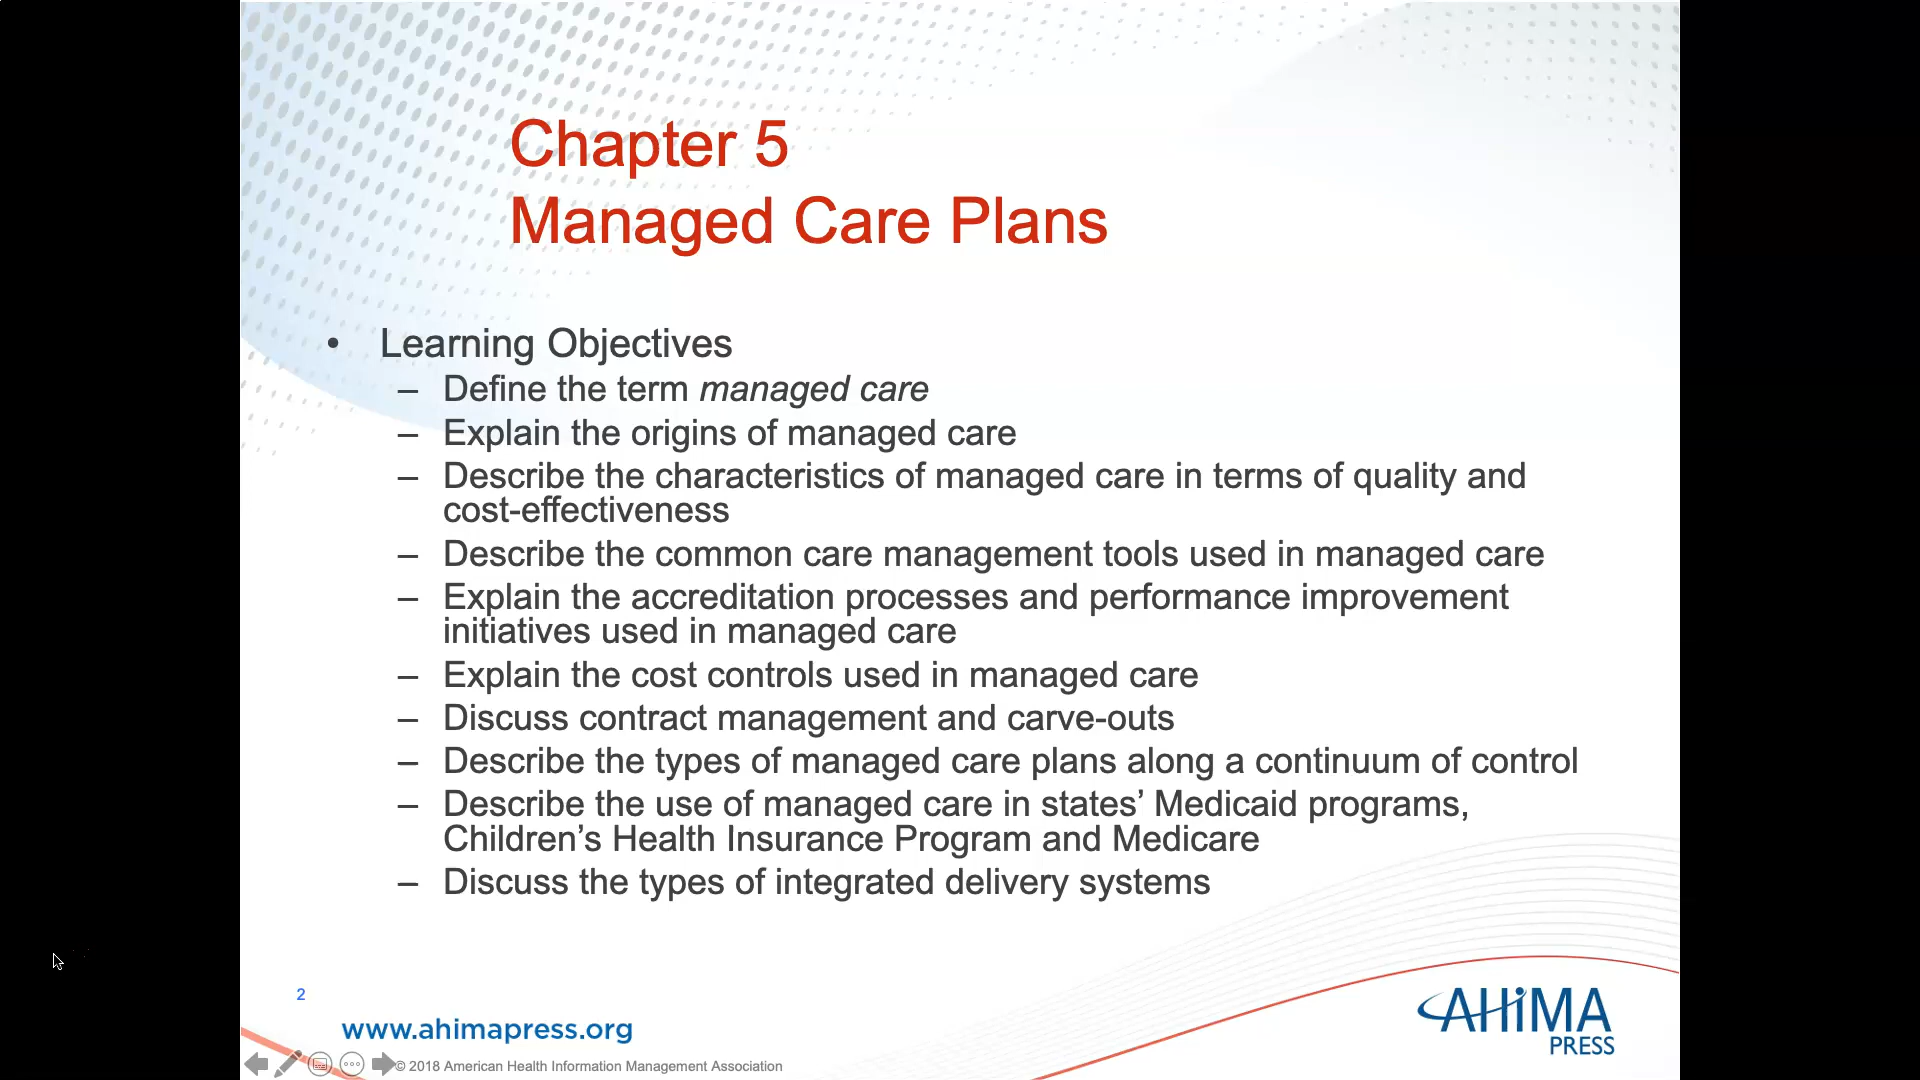 Chapter 5
Managed Care Plans
• Learning Objectives
– Define the term managed care
– Explain the origins of managed care
– Describe the characteristics of managed care in terms of quality and
cost-effectiveness
– Describe the common care management tools used in managed care
– Explain the accreditation processes and performance improvement
initiatives used in managed care
– Explain the cost controls used in managed care
– Discuss contract management and carve-outs
– Describe the types of managed care plans along a continuum of control
– Describe the use of managed care in states’ Medicaid programs,
Children’s Health Insurance Program and Medicare
– Discuss the types of integrated delivery systems
2
www.ahimapress.org
AHiMA
PRESS
© 2018 American Health Information Management Association